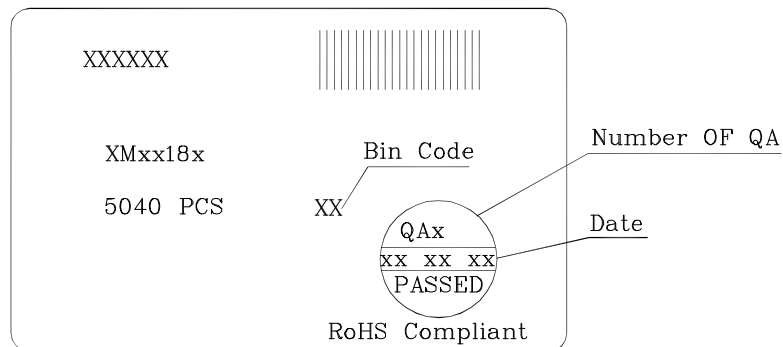 XXXXXX
Number OF QA
XMxx18x
Bin Code
5040 PCS
XX
Date
QAx
xx xx xx
PASSED
RoHS Compliant